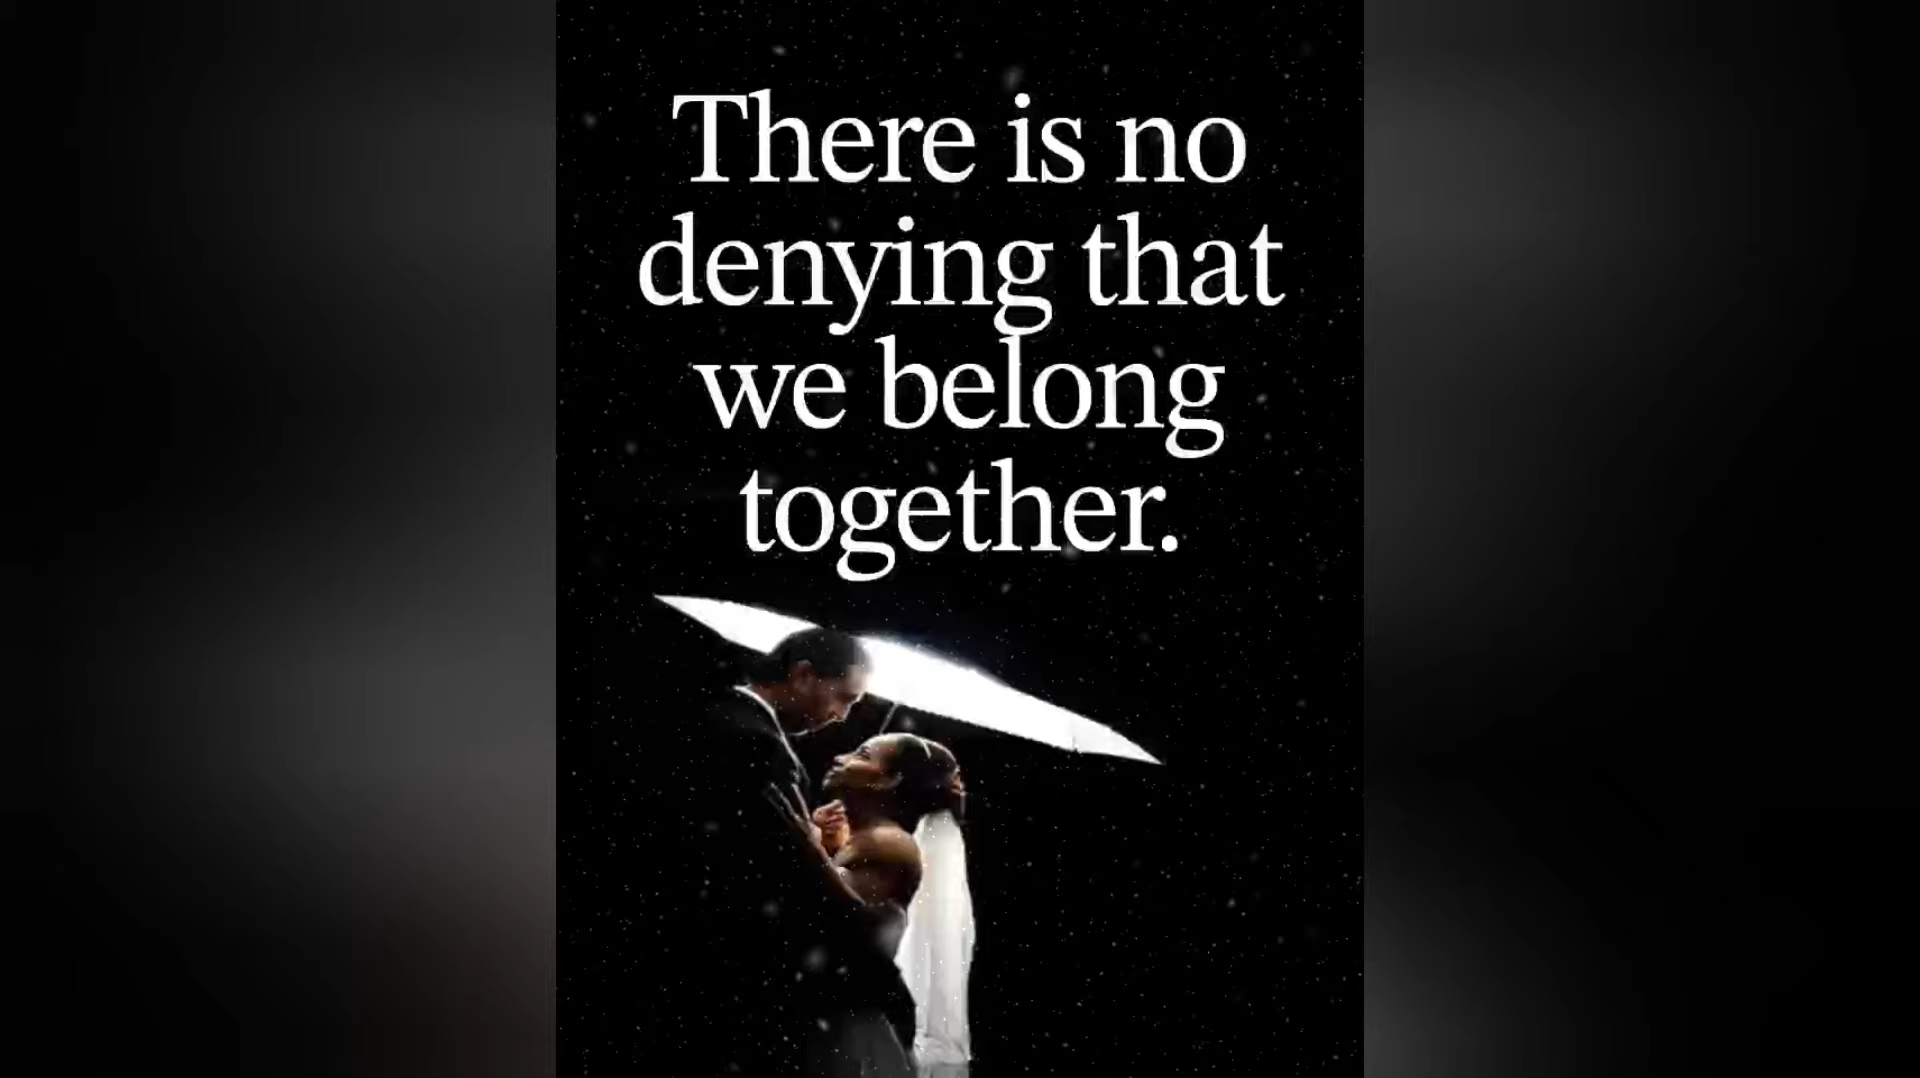 There is no
denying that
we belong
together.